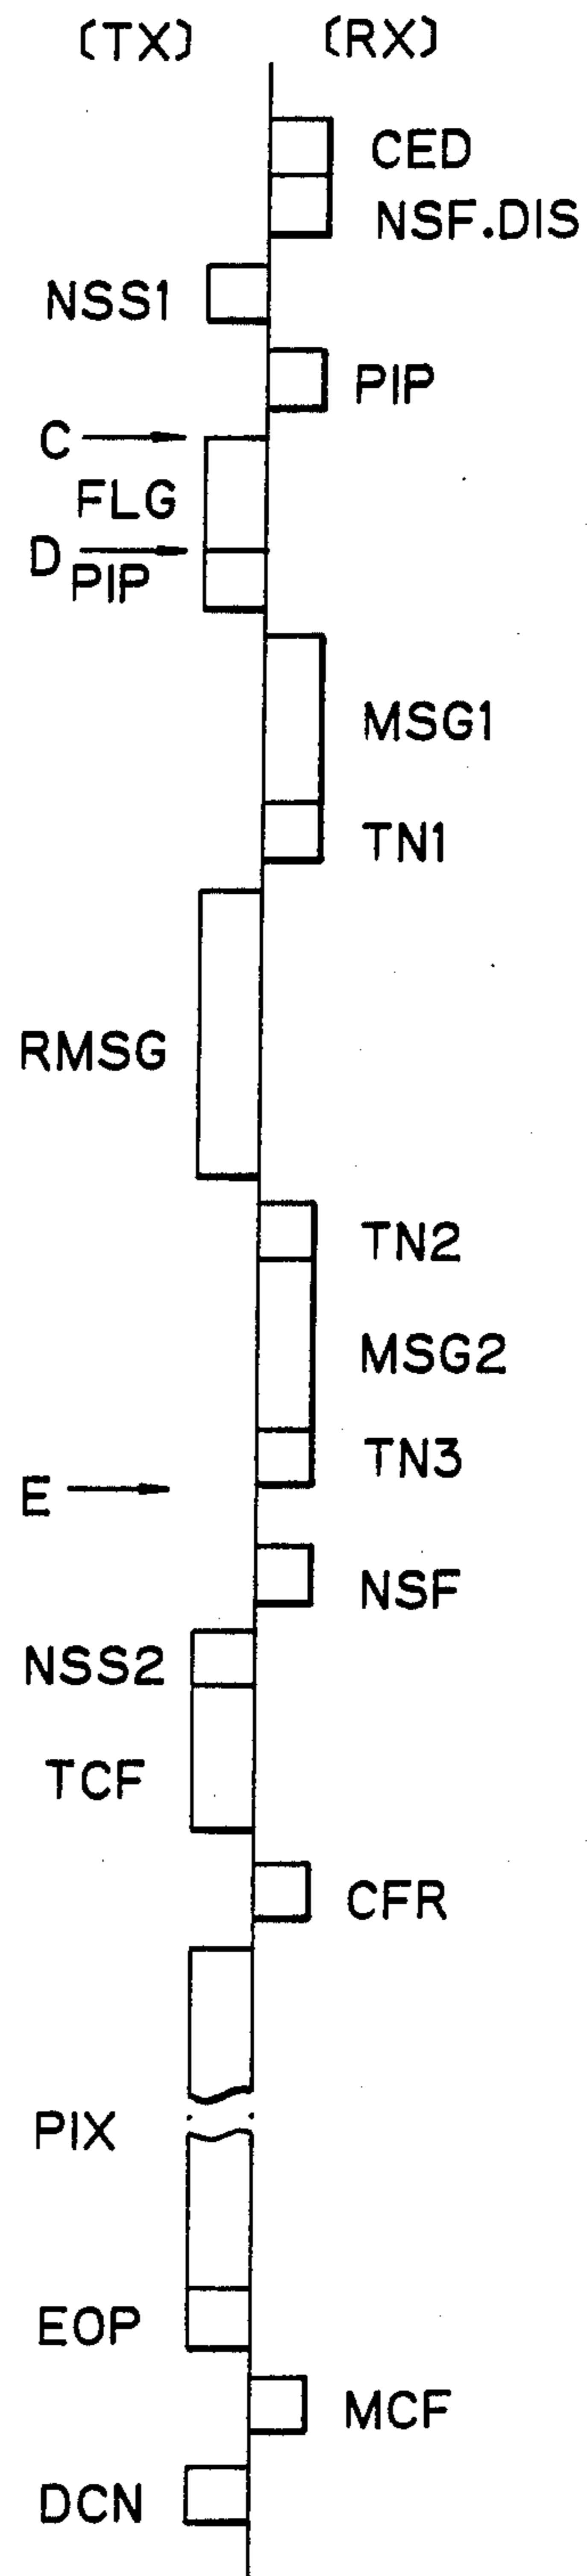 (TX) (RX)
CED
NSF.DIS
NSS1
PIP
C
FLG
D
PIP
MSG1
TN1
RMSG
TN2
MSG2
TN3
E
NSF
NSS2
TCF
CFR
PIX
EOP
MCF
DCN